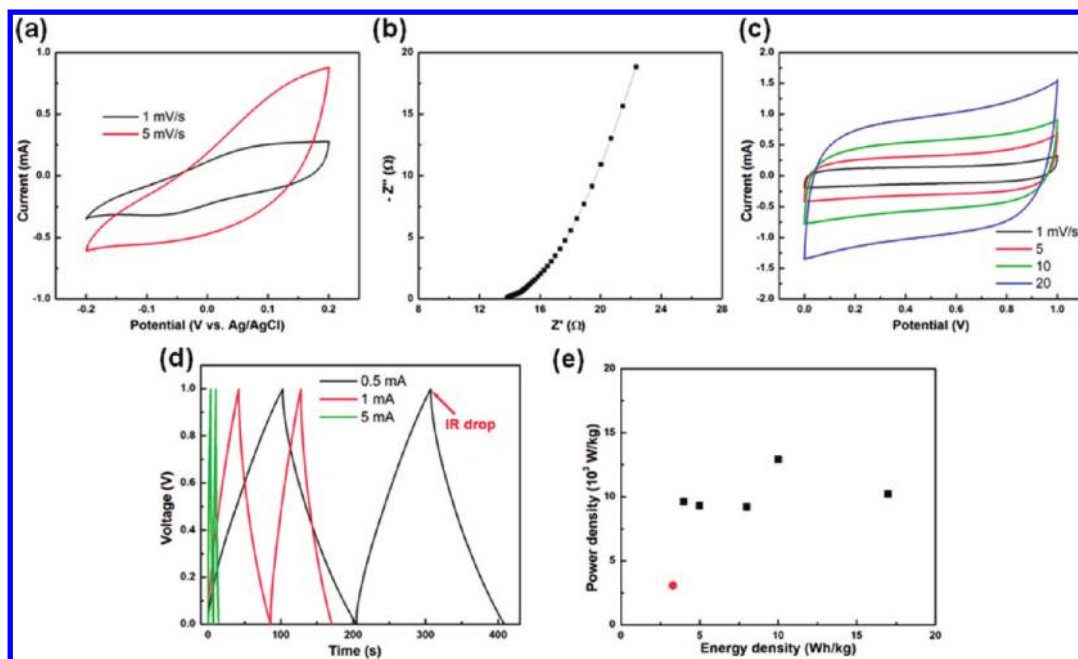 (a)
1.0
0.5
0.0
-0.5
-1.0
Current (mA)
1 mV/s
5 mV/s
-0.2 -0.1 0.0 0.1 0.2
Potential (V vs. Ag/AgCl)
(b)
20
15
10
5
0
- Z'' (Ω)
8 12 16 20 24 28
Z' (Ω)
(c)
2.0
1.5
1.0
0.5
0.0
-0.5
-1.0
-1.5
-2.0
Current (mA)
1 mV/s
5
10
20
0.0 0.2 0.4 0.6 0.8 1.0
Potential (V)
(d)
1.0
0.8
0.6
0.4
0.2
0.0
Voltage (V)
0.5 mA
1 mA
5 mA
IR drop
0 100 200 300 400
Time (s)
(e)
20
15
10
5
0
Power density (10³ W/kg)
0 5 10 15 20
Energy density (Wh/kg)